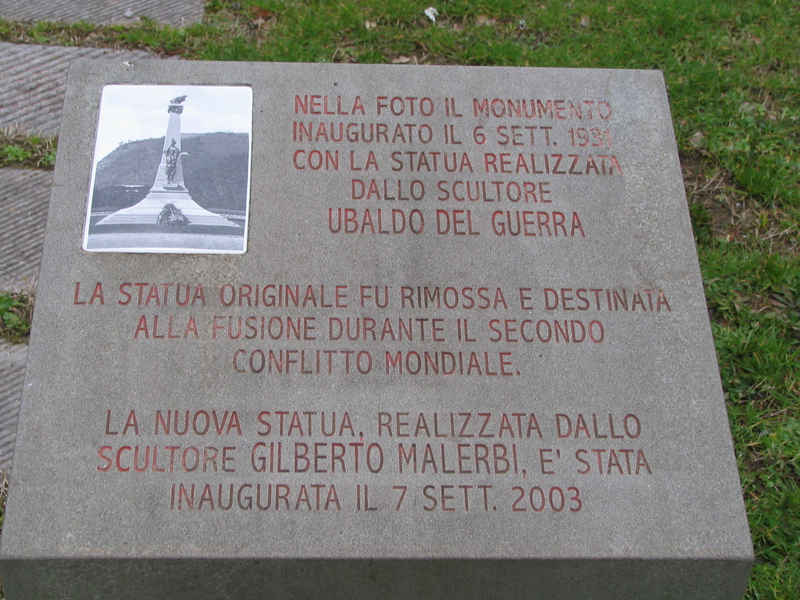 NELLA FOTO IL MONUMENTO
INAUGURATO IL 6 SETT.
CON LA STATUA REALIZZATA
DALLO SCULTORE
UBALDO DEL GUERRA
LA STATUA ORIGINALE FU RIMOSSA E DESTINATA
ALLA FUSIONE DURANTE IL SECONDO
CONFLITTO MONDIALE.
LA NUOVA STATUA, REALIZZATA DALLO
SCULTORE GILBERTO MALERBI, E' STATA
INAUGURATA IL 7 SETT. 2003